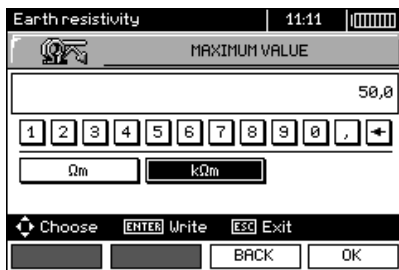 Earth resistivity 11:11
MAXIMUM VALUE
50,0
1 2 3 4 5 6 7 8 9 0 , ←
Ωm kΩm
Choose ENTER Write ESC Exit
BACK OK